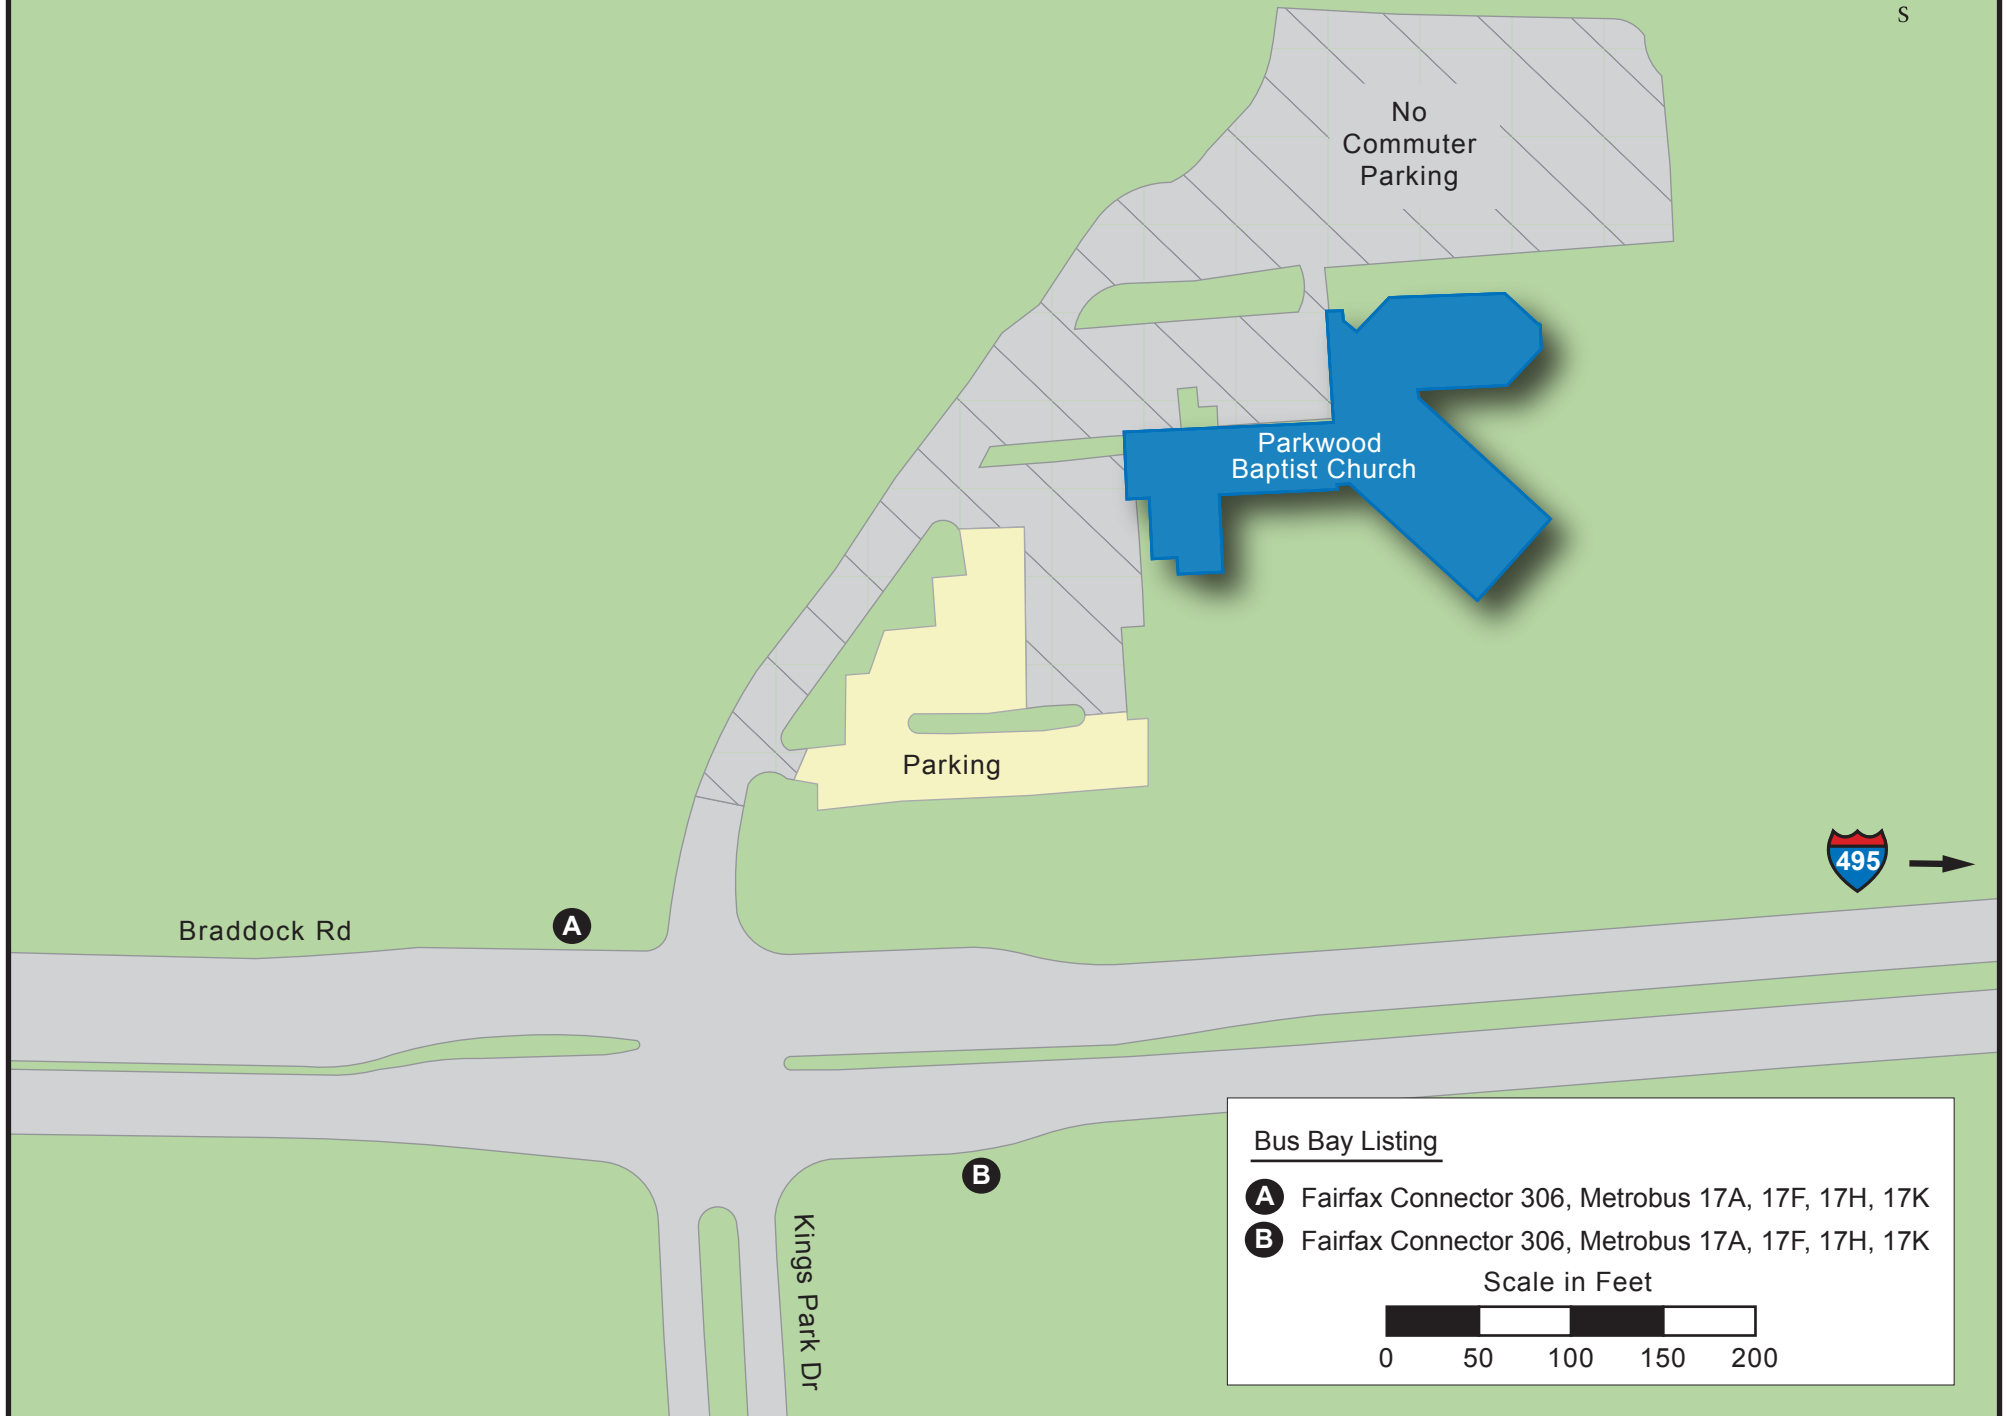 S
No
Commuter
Parking
Parkwood
Baptist Church
Parking
495
Braddock Rd
A
B
Kings Park Dr
Bus Bay Listing
A Fairfax Connector 306, Metrobus 17A, 17F, 17H, 17K
B Fairfax Connector 306, Metrobus 17A, 17F, 17H, 17K
Scale in Feet
0 50 100 150 200